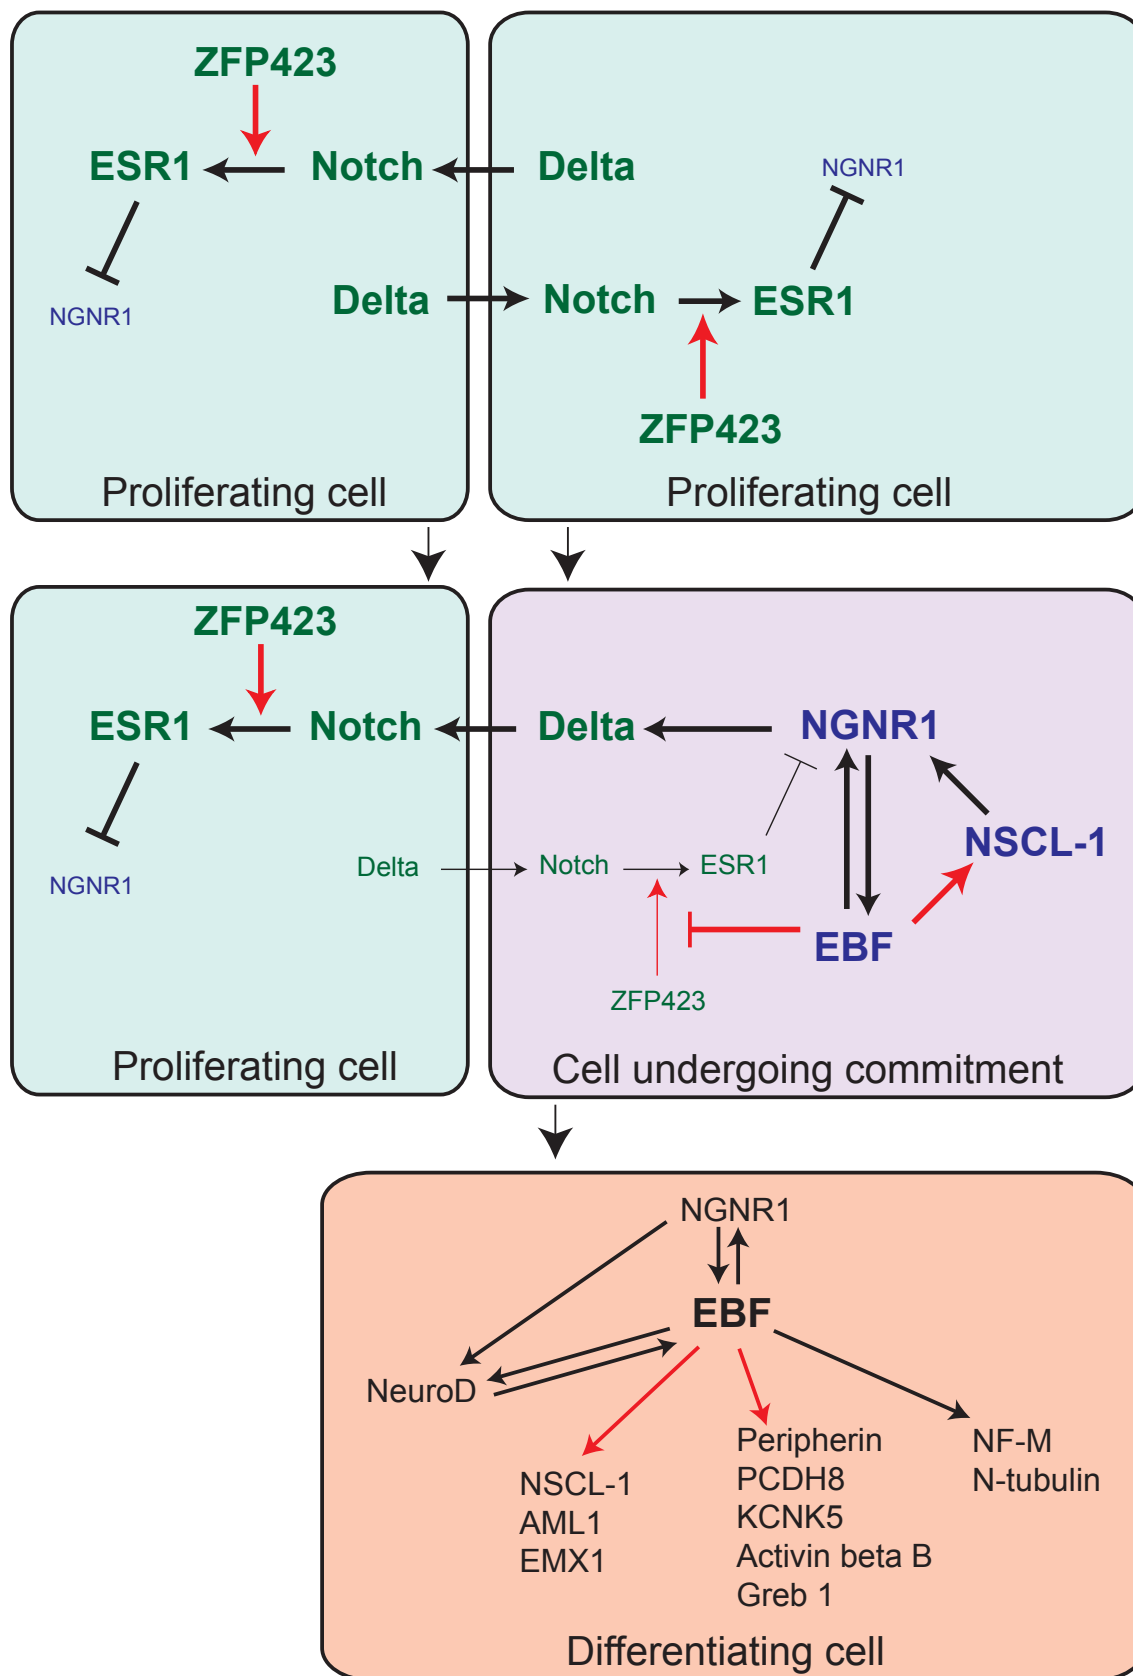 ZFP423
ESR1
Notch
Delta
NGNR1
NGNR1
Delta
Notch
ESR1
ZFP423
Proliferating cell
Proliferating cell
ZFP423
ESR1
Notch
Delta
NGNR1
NSCL-1
NGNR1
Delta
Notch
ESR1
EBF
ZFP423
Proliferating cell
Cell undergoing commitment
NGNR1
EBF
NeuroD
NSCL-1
AML1
EMX1
Peripherin
PCDH8
KCNK5
Activin beta B
Greb 1
NF-M
N-tubulin
Differentiating cell